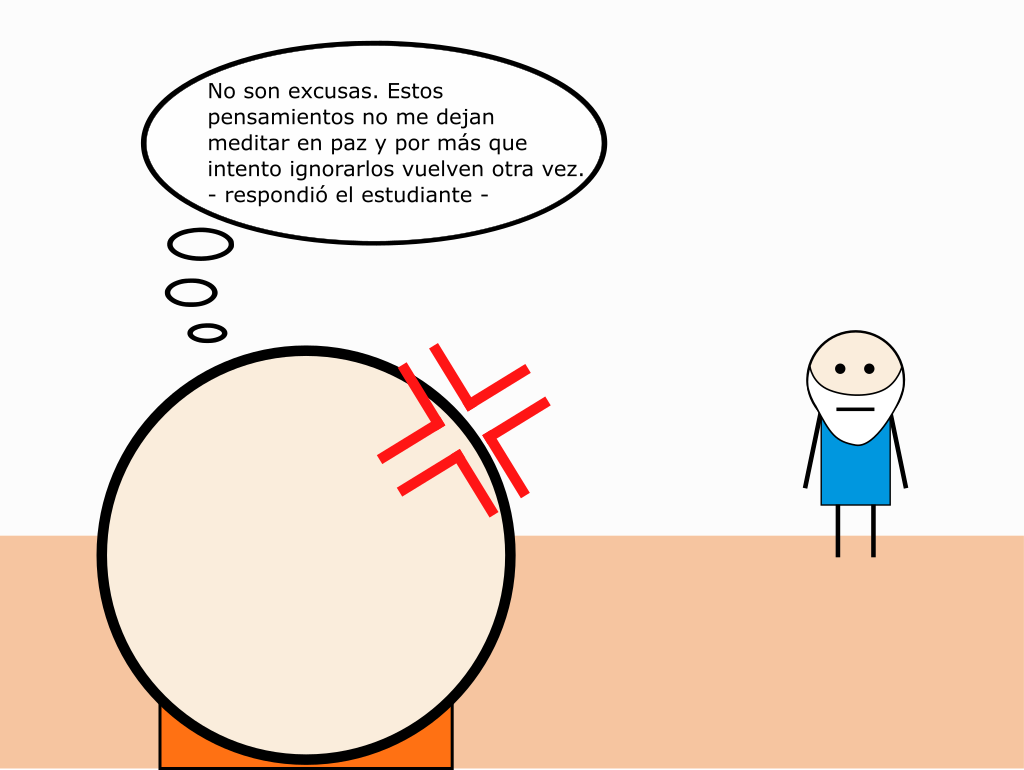 No son excusas. Estos
pensamientos no me dejan
meditar en paz y por más que
intento ignorarlos vuelven otra vez.
- respondió el estudiante -